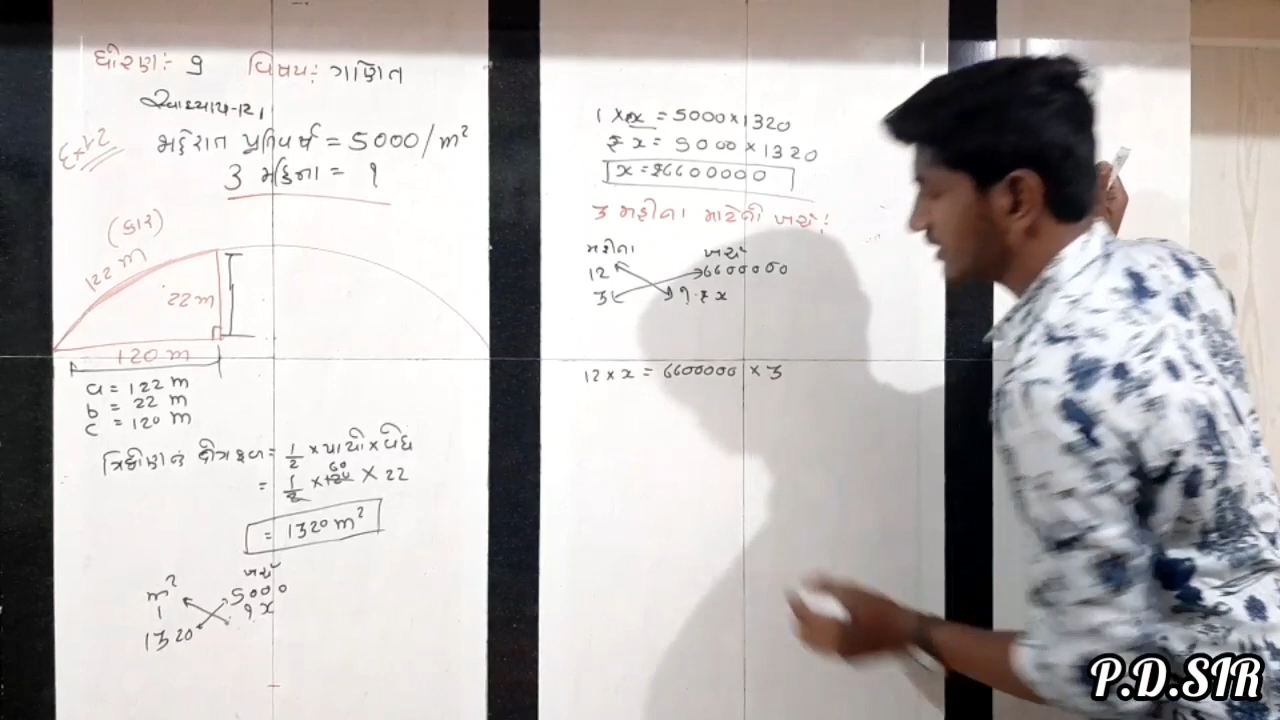 ધોરણ:- 9 વિષય: ગણિત
સ્વાધ્યાય-12.1
મહેરાત પ્રતિવર્ષ = 5000/m²
3 મહિના = ?
(કાર)
122 m
22 m
120 m
a = 122 m
b = 22 m
c = 120 m
ત્રિકોણનું ક્ષેત્રફળ = 1/2 × પાયો × વેધ
60
= 1/2 × 120 × 22
= 1320 m²
m² ખર્ચ
1 5000
1320 ? x
1 × x = 5000 × 1320
x = 5000 × 1320
x = 6600000
3 મહીના માટેનો ખર્ચ:
મહીના ખર્ચ
12 6600000
3 ? x
12 × x = 6600000 × 3
P.D.SIR